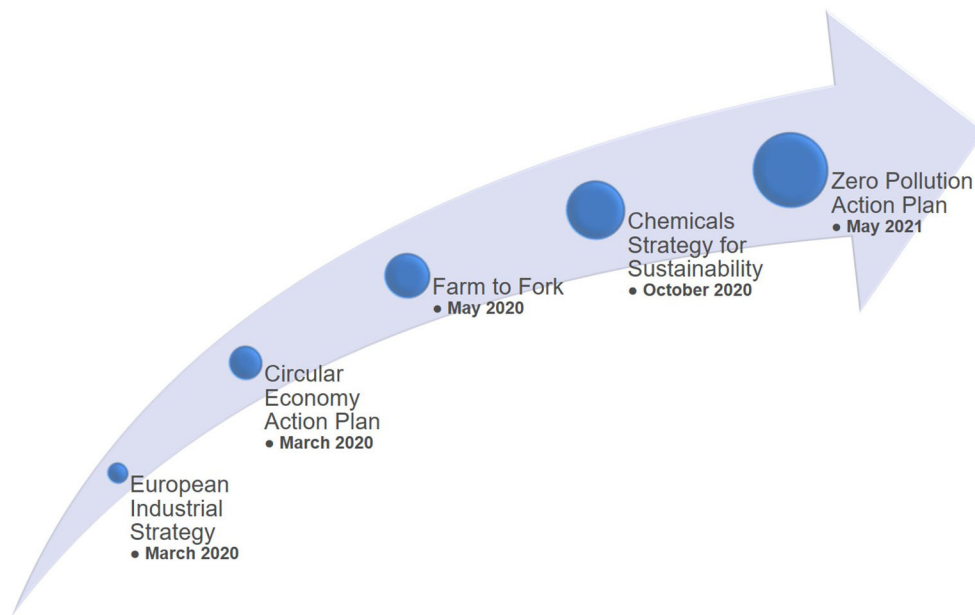 European
Industrial
Strategy
● March 2020
Circular
Economy
Action Plan
● March 2020
Farm to Fork
● May 2020
Chemicals
Strategy for
Sustainability
● October 2020
Zero Pollution
Action Plan
● May 2021